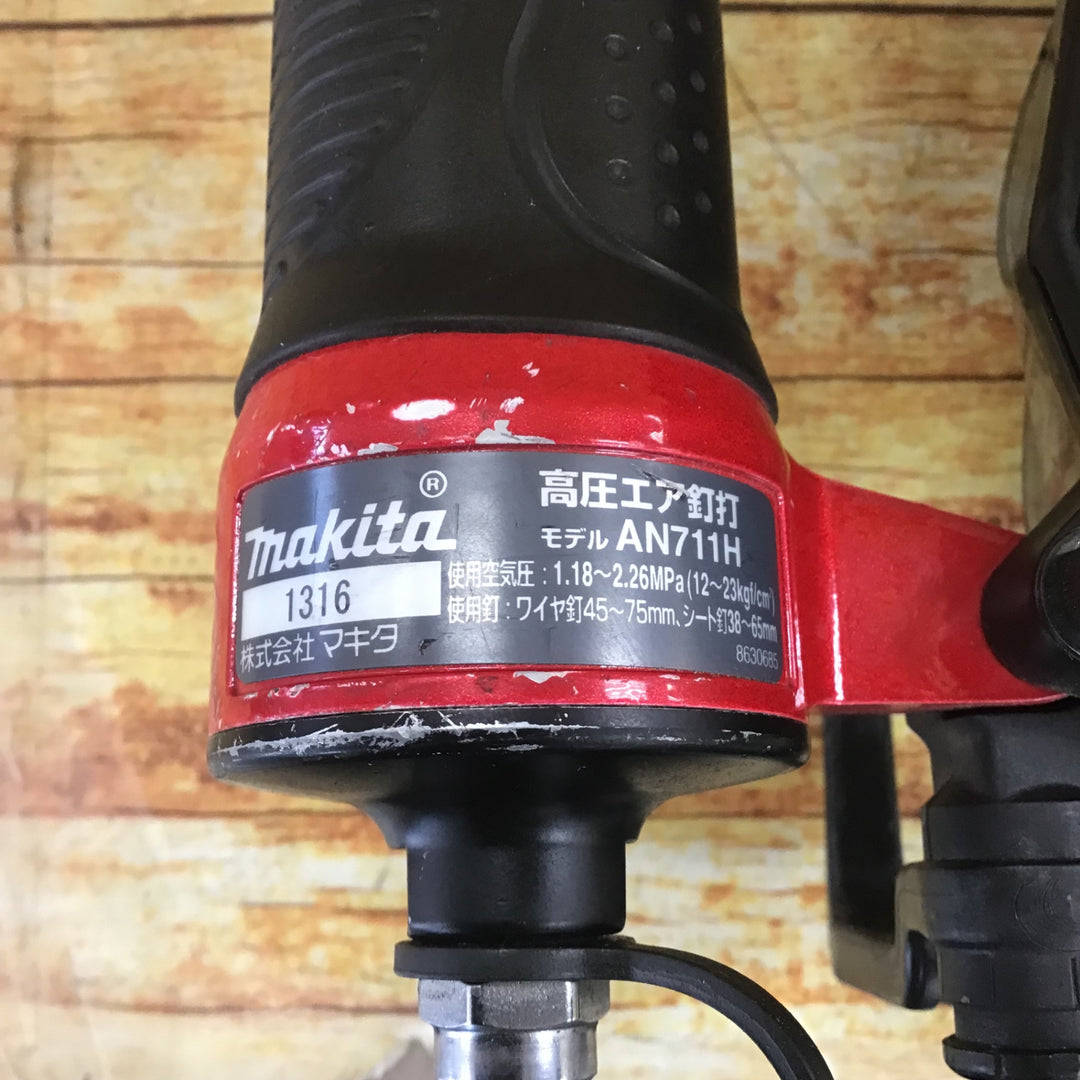 makita®
1316
株式会社マキタ
高圧エア釘打
モデル AN711H
使用空気圧：1.18〜2.26MPa(12〜23kgf/cm²)
使用釘：ワイヤ釘45〜75mm、シート釘38〜65mm
8630685